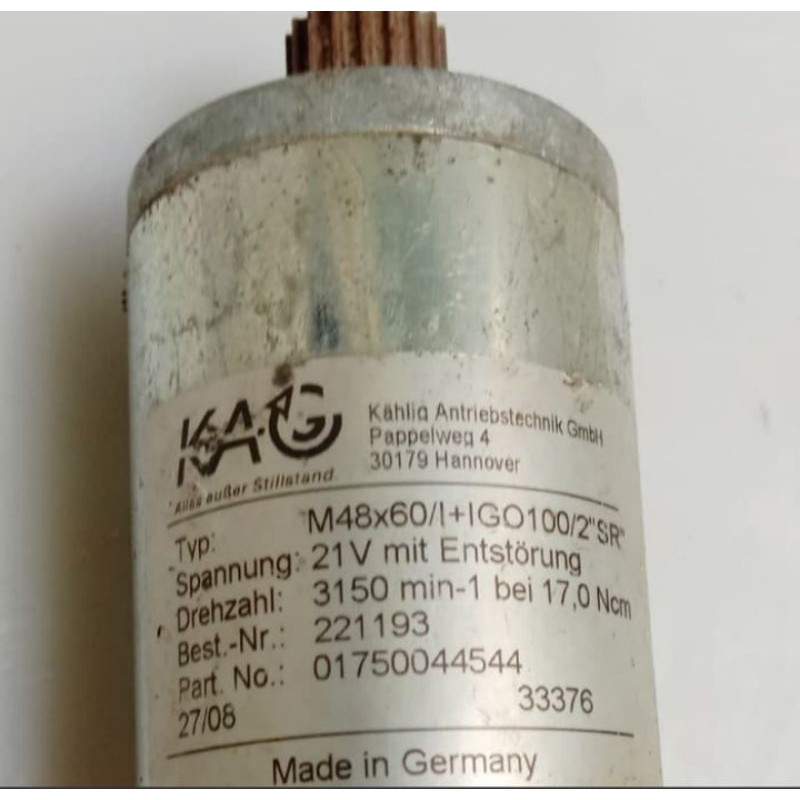 KAG
Alles außer Stillstand
Kählig Antriebstechnik GmbH
Pappelweg 4
30179 Hannover
Typ: M48x60/I+IGO100/2"SR"
Spannung: 21V mit Entstörung
Drehzahl: 3150 min-1 bei 17,0 Ncm
Best.-Nr.: 221193
Part. No.: 01750044544
27/08 33376
Made in Germany